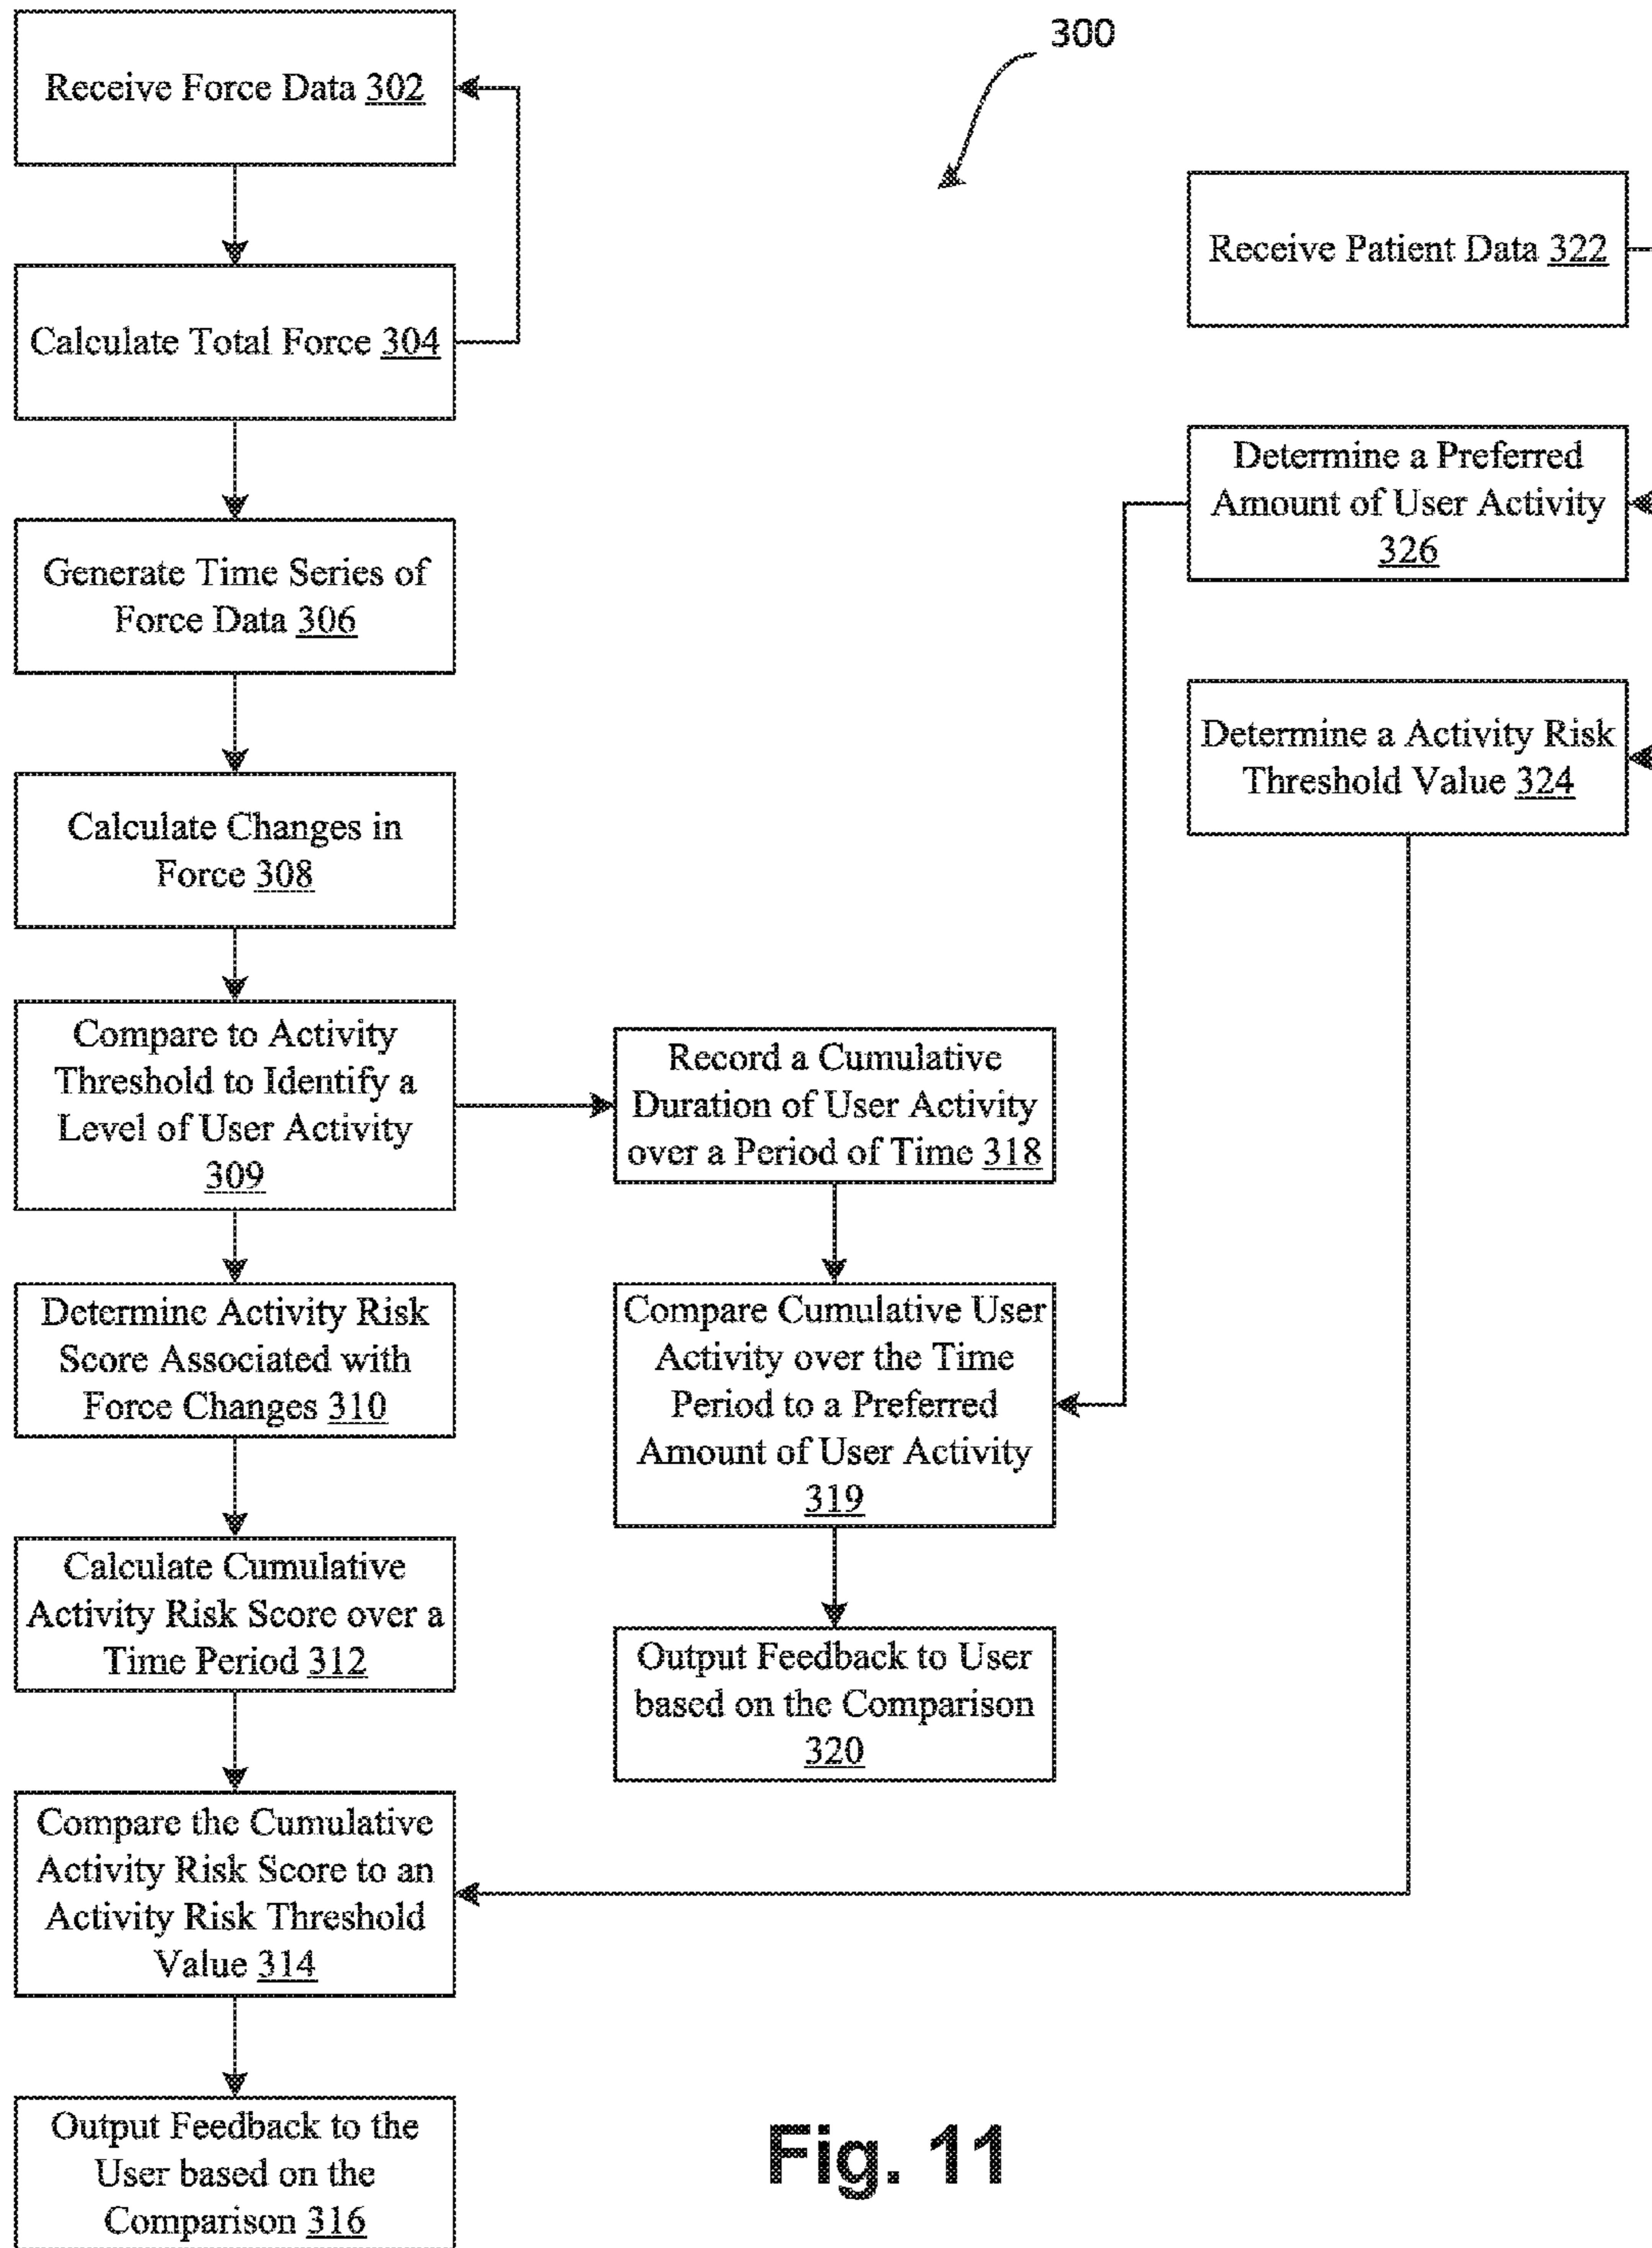 300
Receive Force Data 302
Calculate Total Force 304
Generate Time Series of
Force Data 306
Calculate Changes in
Force 308
Compare to Activity
Threshold to Identify a
Level of User Activity
309
Determine Activity Risk
Score Associated with
Force Changes 310
Calculate Cumulative
Activity Risk Score over a
Time Period 312
Compare the Cumulative
Activity Risk Score to an
Activity Risk Threshold
Value 314
Output Feedback to the
User based on the
Comparison 316
Record a Cumulative
Duration of User Activity
over a Period of Time 318
Compare Cumulative User
Activity over the Time
Period to a Preferred
Amount of User Activity
319
Output Feedback to User
based on the Comparison
320
Receive Patient Data 322
Determine a Preferred
Amount of User Activity
326
Determine a Activity Risk
Threshold Value 324
Fig. 11